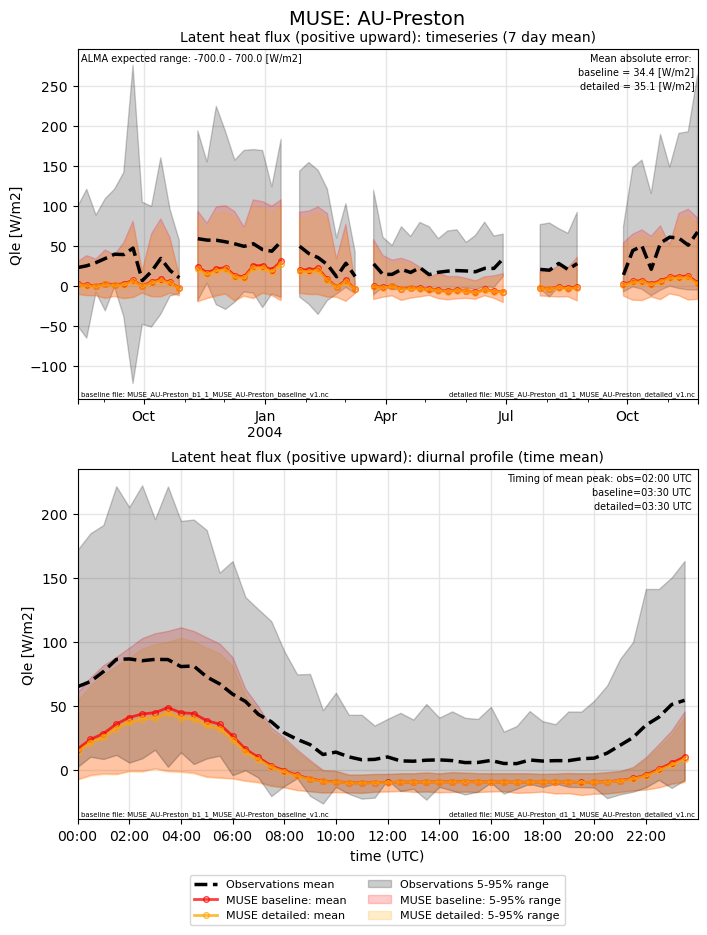 MUSE: AU-Preston
Latent heat flux (positive upward): timeseries (7 day mean)
ALMA expected range: -700.0 - 700.0 [W/m2]
Mean absolute error:
baseline = 34.4 [W/m2]
detailed = 35.1 [W/m2]
250
200
150
100
50
0
−50
−100
Qle [W/m2]
baseline file: MUSE_AU-Preston_b1_1_MUSE_AU-Preston_baseline_v1.nc
detailed file: MUSE_AU-Preston_d1_1_MUSE_AU-Preston_detailed_v1.nc
Oct Jan Apr Jul Oct
2004
Latent heat flux (positive upward): diurnal profile (time mean)
Timing of mean peak: obs=02:00 UTC
baseline=03:30 UTC
detailed=03:30 UTC
200
150
100
50
0
Qle [W/m2]
baseline file: MUSE_AU-Preston_b1_1_MUSE_AU-Preston_baseline_v1.nc
detailed file: MUSE_AU-Preston_d1_1_MUSE_AU-Preston_detailed_v1.nc
00:00 02:00 04:00 06:00 08:00 10:00 12:00 14:00 16:00 18:00 20:00 22:00
time (UTC)
Observations mean
MUSE baseline: mean
MUSE detailed: mean
Observations 5-95% range
MUSE baseline: 5-95% range
MUSE detailed: 5-95% range